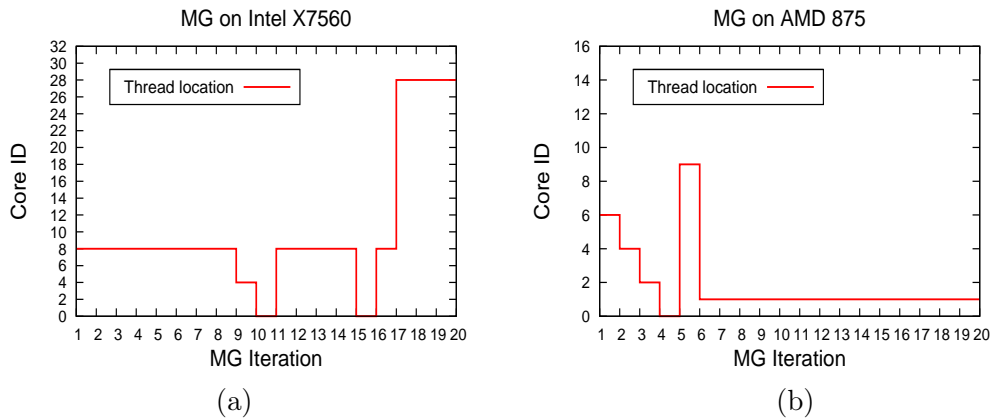 MG on Intel X7560
32
30
28
26
24
22
20
18
16
14
12
10
8
6
4
2
0
Core ID
Thread location
1 2 3 4 5 6 7 8 9 10 11 12 13 14 15 16 17 18 19 20
MG Iteration
(a)
MG on AMD 875
16
14
12
10
8
6
4
2
0
Core ID
Thread location
1 2 3 4 5 6 7 8 9 10 11 12 13 14 15 16 17 18 19 20
MG Iteration
(b)